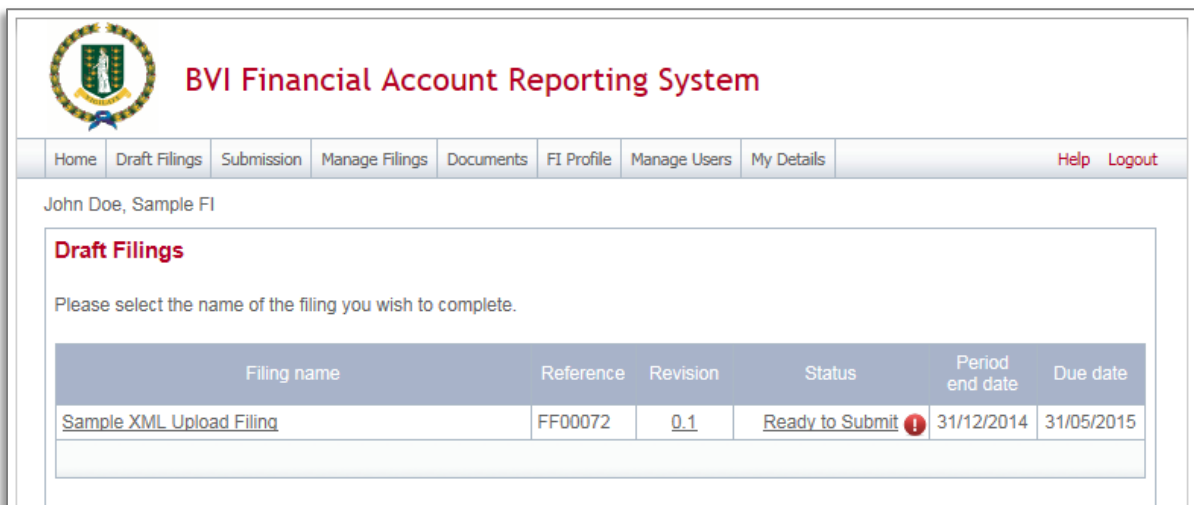 BVI Financial Account Reporting System
Home Draft Filings Submission Manage Filings Documents FI Profile Manage Users My Details Help Logout
John Doe, Sample FI
Draft Filings
Please select the name of the filing you wish to complete.
Filing name Reference Revision Status Period end date Due date
Sample XML Upload Filing FF00072 0.1 Ready to Submit 31/12/2014 31/05/2015